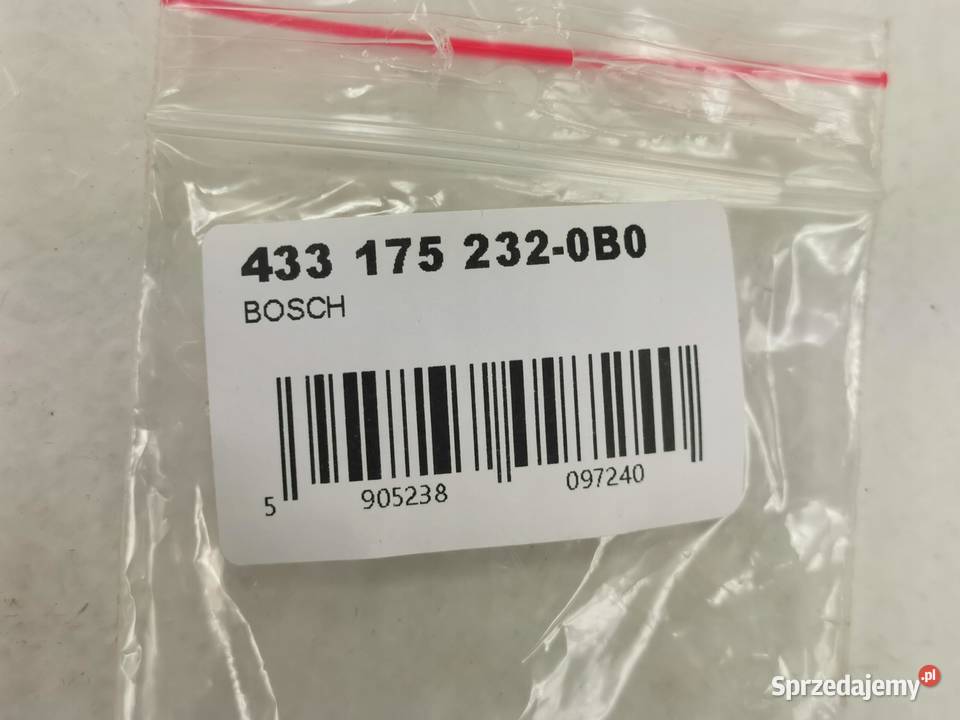 433 175 232-0B0
BOSCH
5 905238 097240
Sprzedajemy.pl